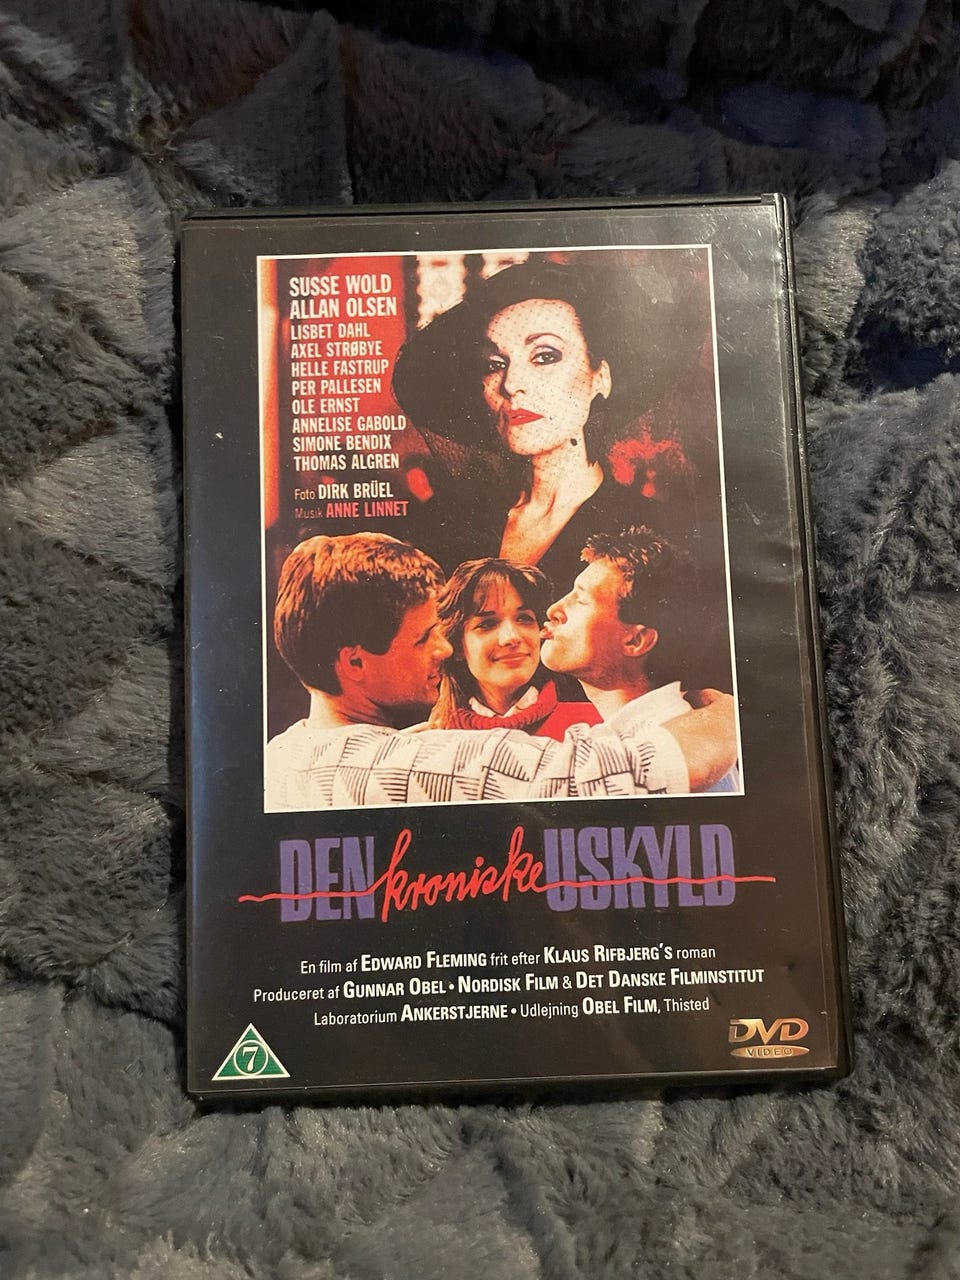 SUSSE WOLD
ALLAN OLSEN
LISBET DAHL
AXEL STRØBYE
HELLE FASTRUP
PER PALLESEN
OLE ERNST
ANNELISE GABOLD
SIMONE BENDIX
THOMAS ALGREN
Foto DIRK BRÜEL
Musik ANNE LINNET
DEN kroniske USKYLD
En film af EDWARD FLEMING frit efter KLAUS RIFBJERG'S roman
Produceret af GUNNAR OBEL • NORDISK FILM & DET DANSKE FILMINSTITUT
Laboratorium ANKERSTJERNE • Udlejning OBEL FILM, Thisted
7
DVD
VIDEO